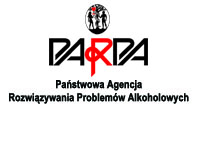 PARPA
Państwowa Agencja
Rozwiązywania Problemów Alkoholowych